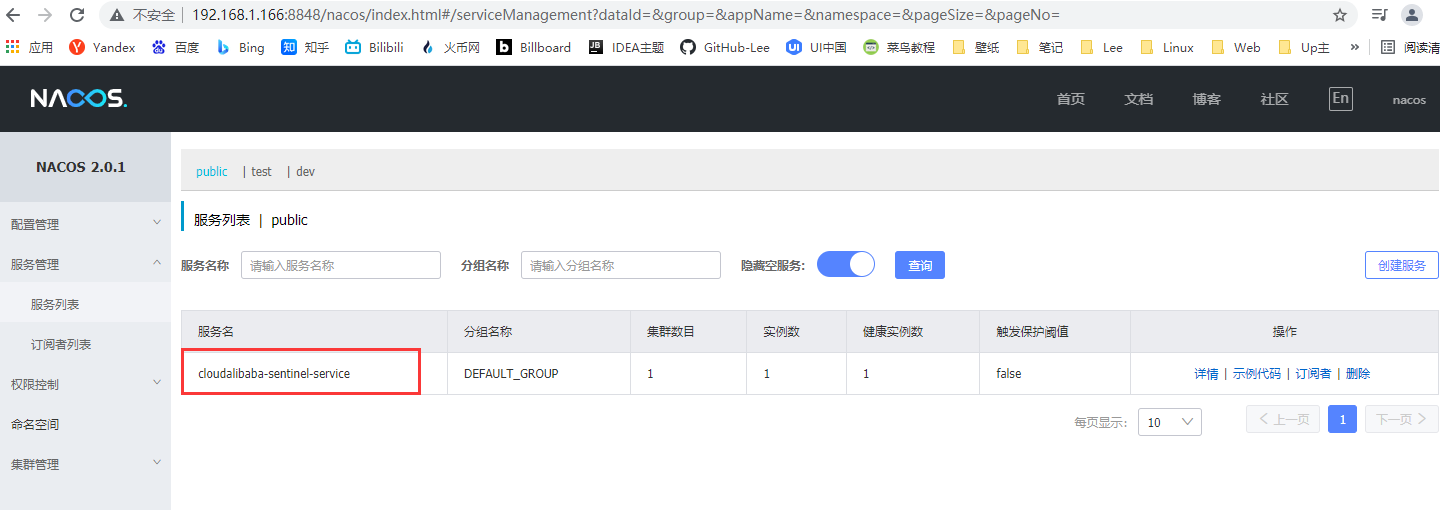 不安全 192.168.1.166:8848/nacos/index.html#/serviceManagement?dataId=&group=&appName=&namespace=&pageSize=&pageNo=
应用 Yandex 百度 Bing 知乎 Bilibili 火币网 Billboard IDEA主题 GitHub-Lee UI中国 菜鸟教程 壁纸 笔记 Lee Linux Web Up主 » 阅读清
NACOS. 首页 文档 博客 社区 En nacos
NACOS 2.0.1
public | test | dev
配置管理
服务列表 | public
服务管理
服务名称 请输入服务名称 分组名称 请输入分组名称 隐藏空服务: 查询 创建服务
服务列表
服务名 分组名称 集群数目 实例数 健康实例数 触发保护阈值 操作
订阅者列表
cloudalibaba-sentinel-service DEFAULT_GROUP 1 1 1 false 详情 | 示例代码 | 订阅者 | 删除
权限控制
命名空间
每页显示: 10 上一页 1 下一页
集群管理